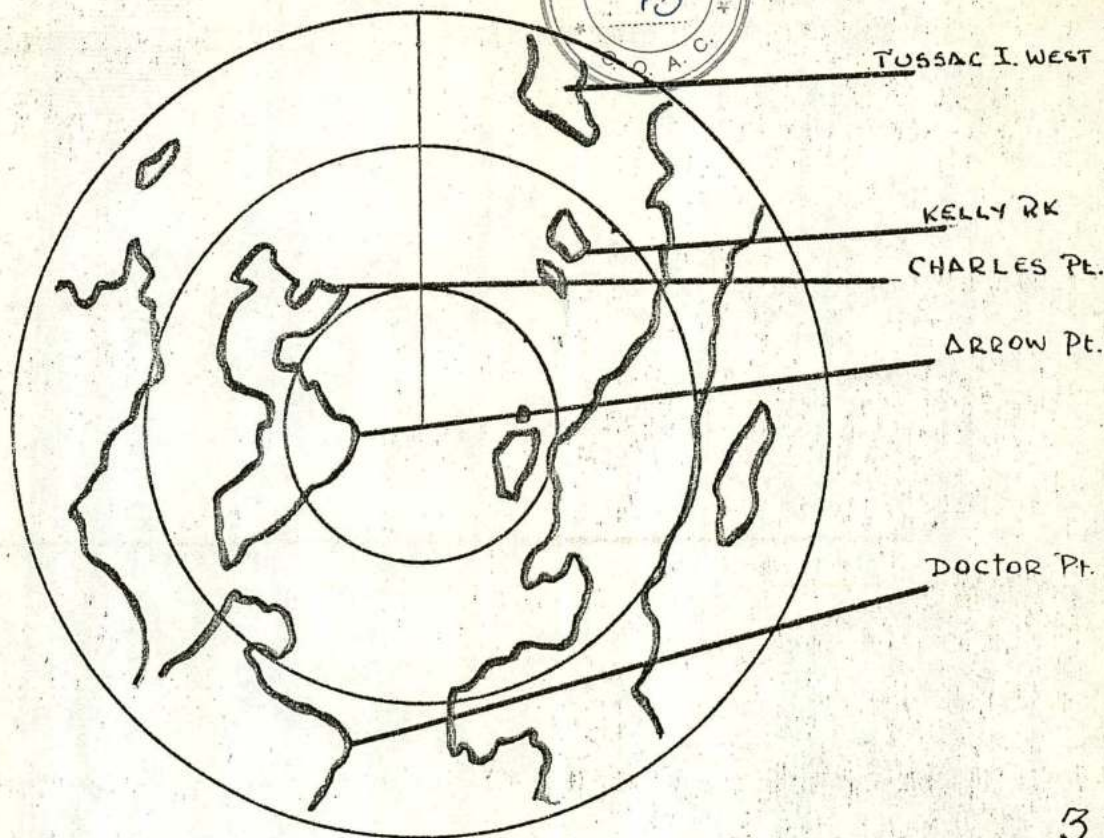 C. O. A. C.
TUSSAC I. WEST
KELLY RK
CHARLES Pt.
ARROW Pt.
DOCTOR Pt.
3